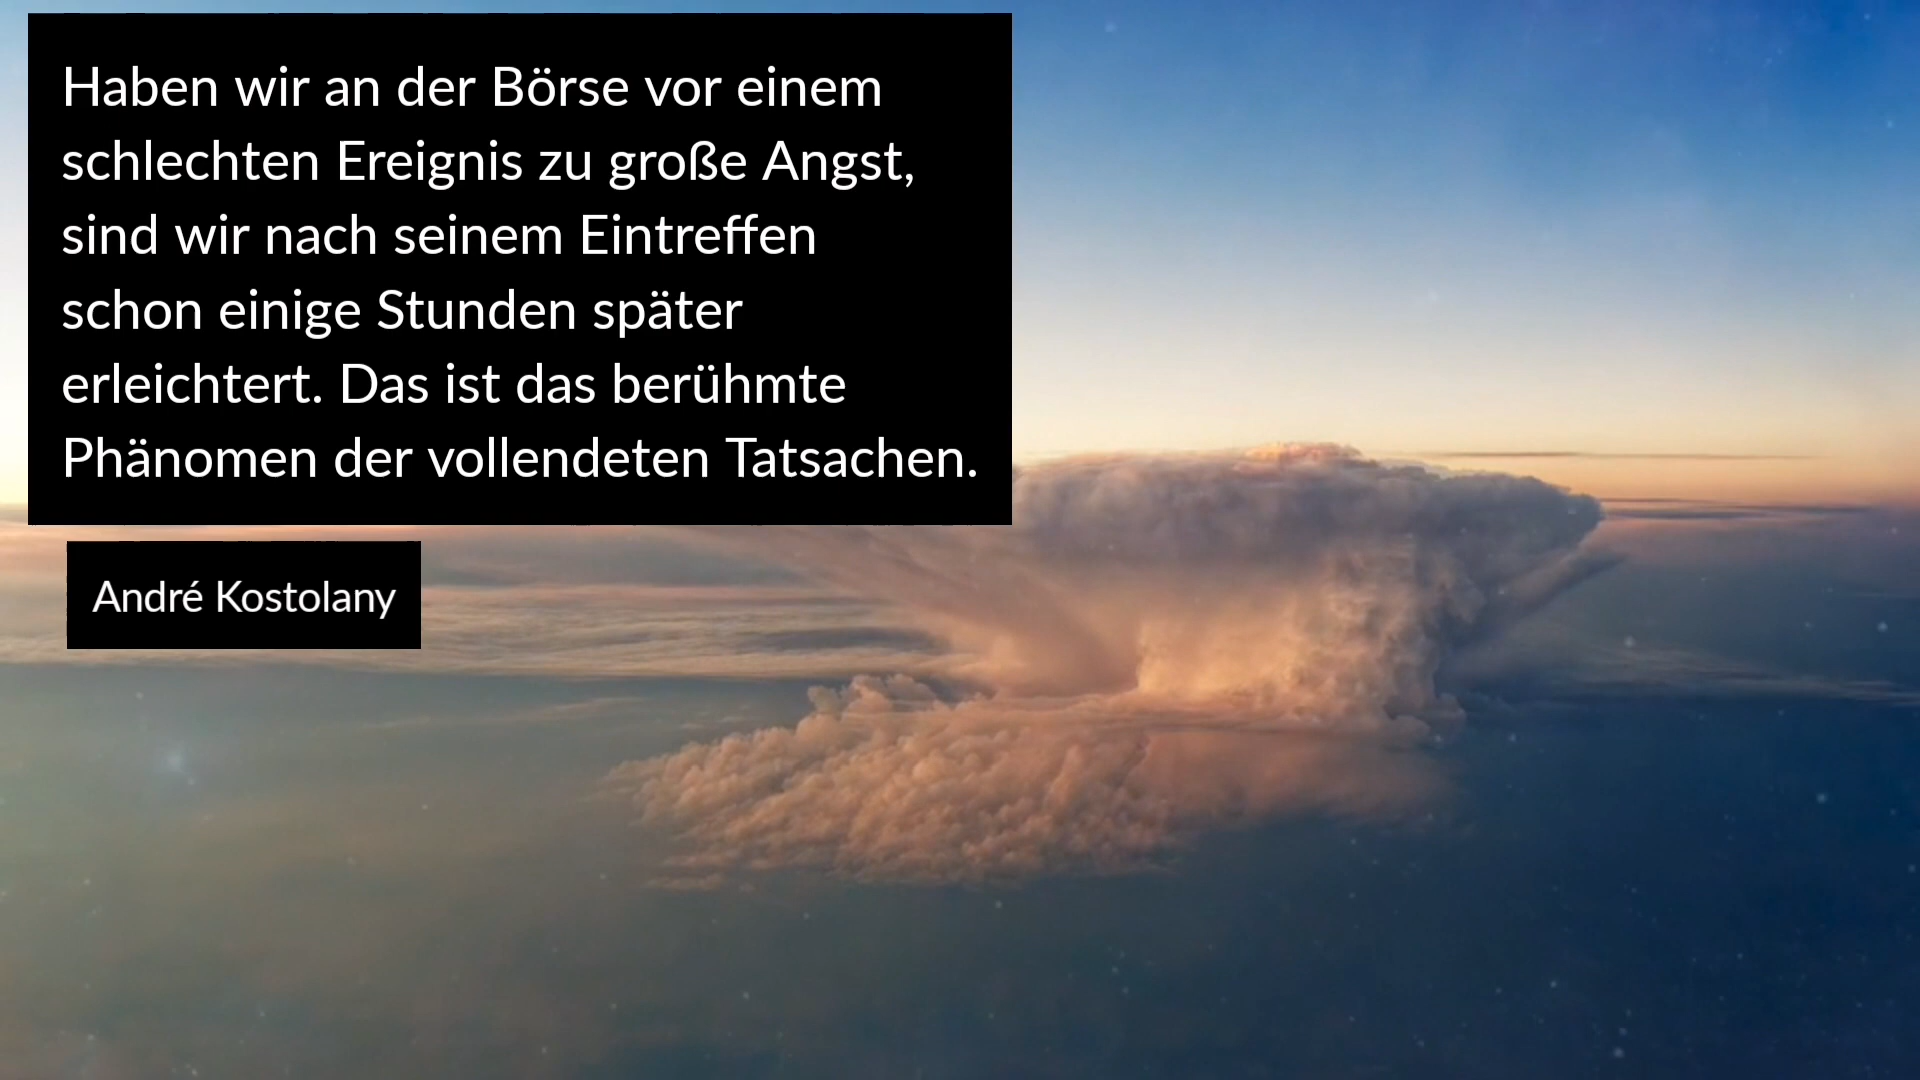 Haben wir an der Börse vor einem
schlechten Ereignis zu große Angst,
sind wir nach seinem Eintreffen
schon einige Stunden später
erleichtert. Das ist das berühmte
Phänomen der vollendeten Tatsachen.
André Kostolany